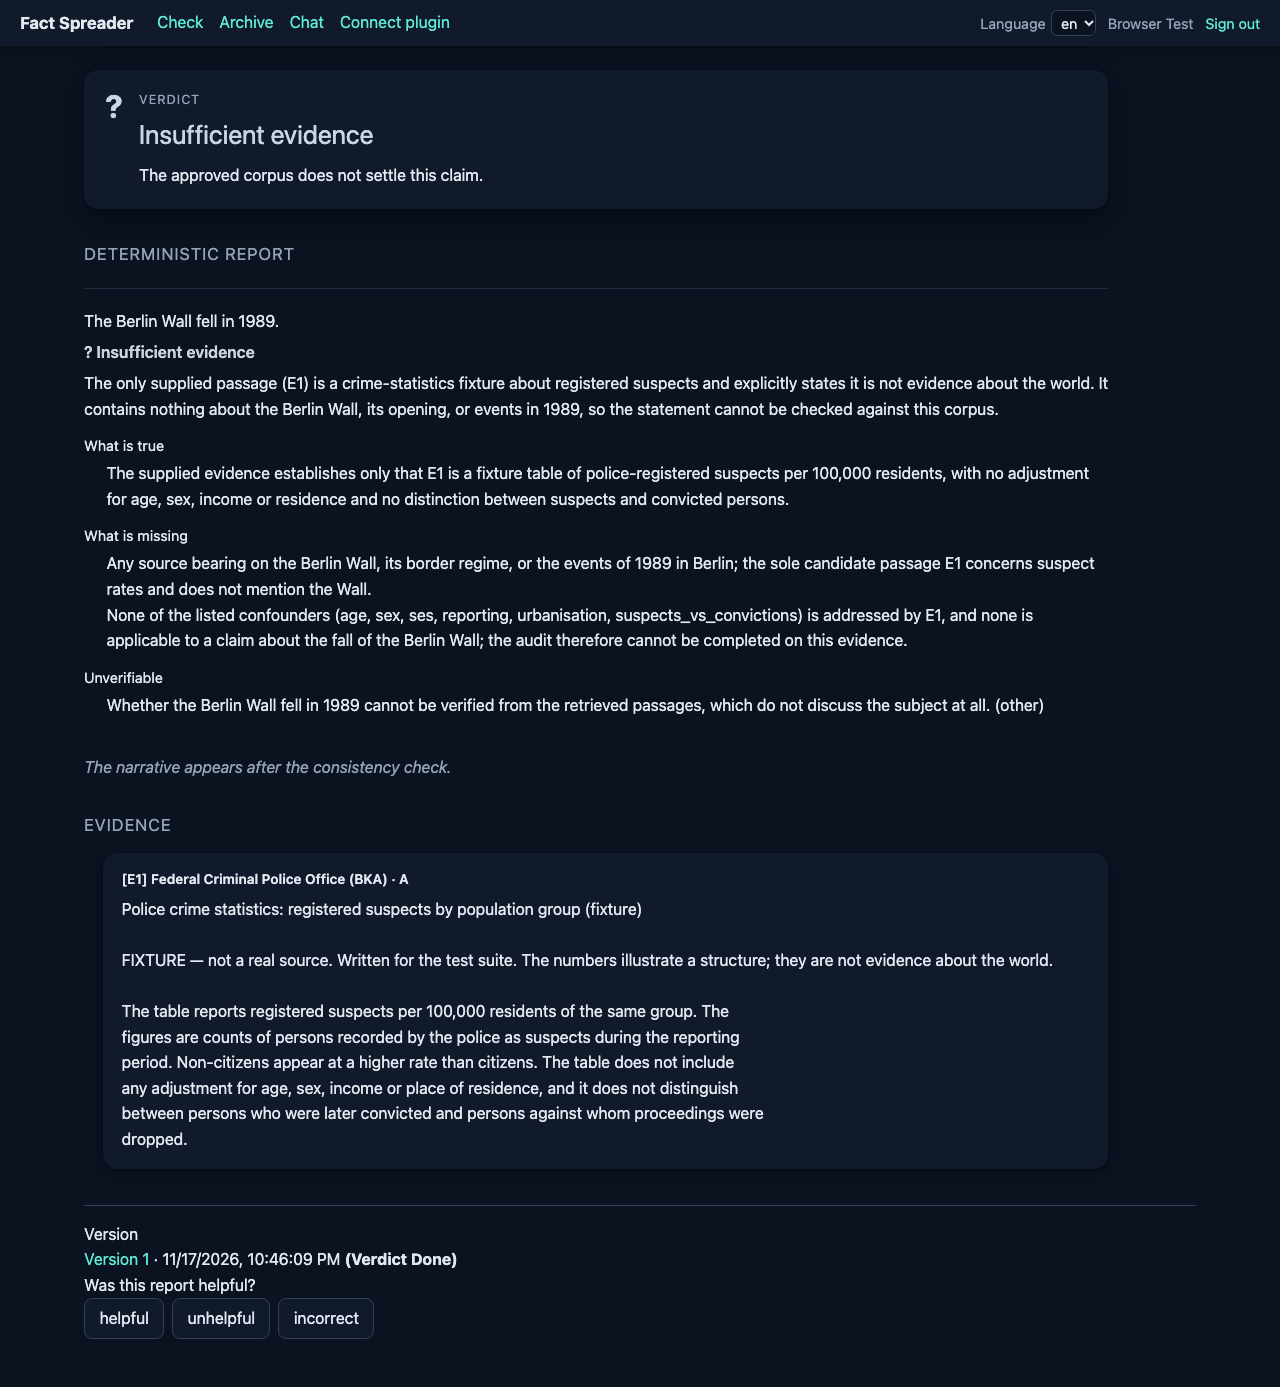 Fact Spreader Check Archive Chat Connect plugin Language en Browser Test Sign out
?
VERDICT
Insufficient evidence
The approved corpus does not settle this claim.
DETERMINISTIC REPORT
The Berlin Wall fell in 1989.
? Insufficient evidence
The only supplied passage (E1) is a crime-statistics fixture about registered suspects and explicitly states it is not evidence about the world. It
contains nothing about the Berlin Wall, its opening, or events in 1989, so the statement cannot be checked against this corpus.
What is true
The supplied evidence establishes only that E1 is a fixture table of police-registered suspects per 100,000 residents, with no adjustment
for age, sex, income or residence and no distinction between suspects and convicted persons.
What is missing
Any source bearing on the Berlin Wall, its border regime, or the events of 1989 in Berlin; the sole candidate passage E1 concerns suspect
rates and does not mention the Wall.
None of the listed confounders (age, sex, ses, reporting, urbanisation, suspects_vs_convictions) is addressed by E1, and none is
applicable to a claim about the fall of the Berlin Wall; the audit therefore cannot be completed on this evidence.
Unverifiable
Whether the Berlin Wall fell in 1989 cannot be verified from the retrieved passages, which do not discuss the subject at all. (other)
The narrative appears after the consistency check.
EVIDENCE
[E1] Federal Criminal Police Office (BKA) · A
Police crime statistics: registered suspects by population group (fixture)
FIXTURE — not a real source. Written for the test suite. The numbers illustrate a structure; they are not evidence about the world.
The table reports registered suspects per 100,000 residents of the same group. The
figures are counts of persons recorded by the police as suspects during the reporting
period. Non-citizens appear at a higher rate than citizens. The table does not include
any adjustment for age, sex, income or place of residence, and it does not distinguish
between persons who were later convicted and persons against whom proceedings were
dropped.
Version
Version 1 · 11/17/2026, 10:46:09 PM (Verdict Done)
Was this report helpful?
helpful unhelpful incorrect